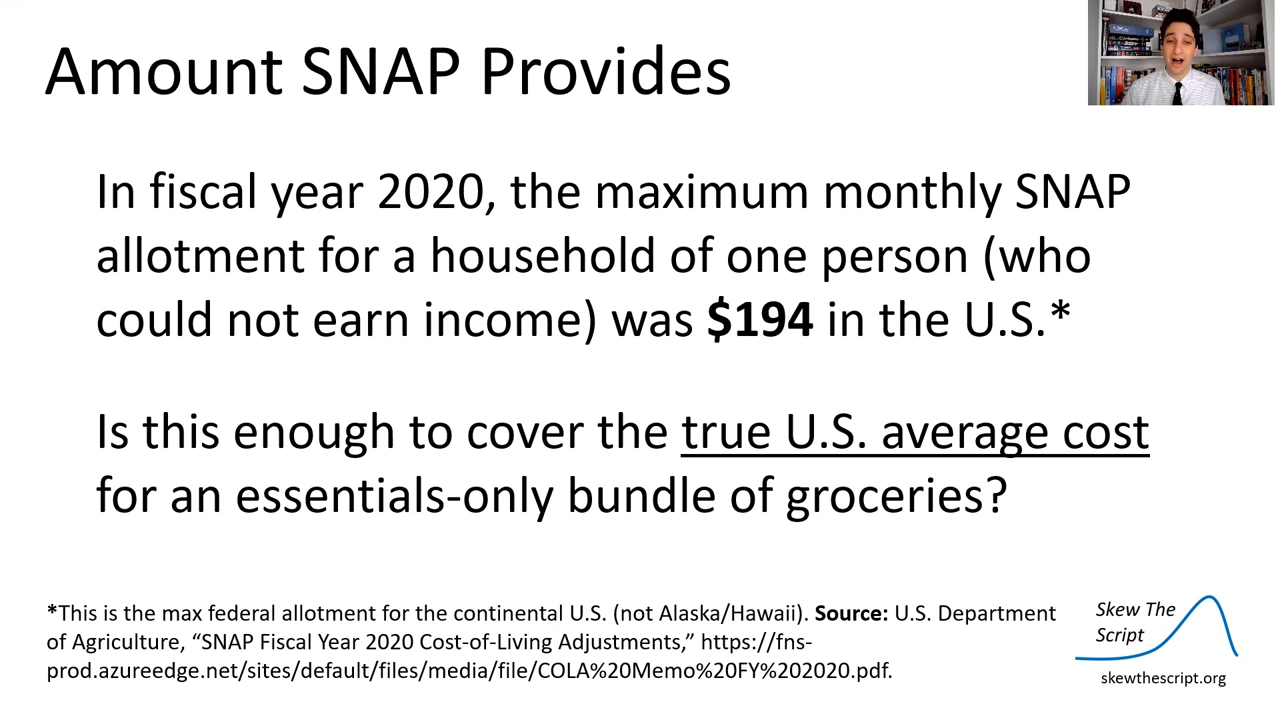 Amount SNAP Provides
In fiscal year 2020, the maximum monthly SNAP
allotment for a household of one person (who
could not earn income) was $194 in the U.S.*
Is this enough to cover the true U.S. average cost
for an essentials-only bundle of groceries?
*This is the max federal allotment for the continental U.S. (not Alaska/Hawaii). Source: U.S. Department
of Agriculture, “SNAP Fiscal Year 2020 Cost-of-Living Adjustments,” https://fns-
prod.azureedge.net/sites/default/files/media/file/COLA%20Memo%20FY%202020.pdf.
Skew The
Script
skewthescript.org